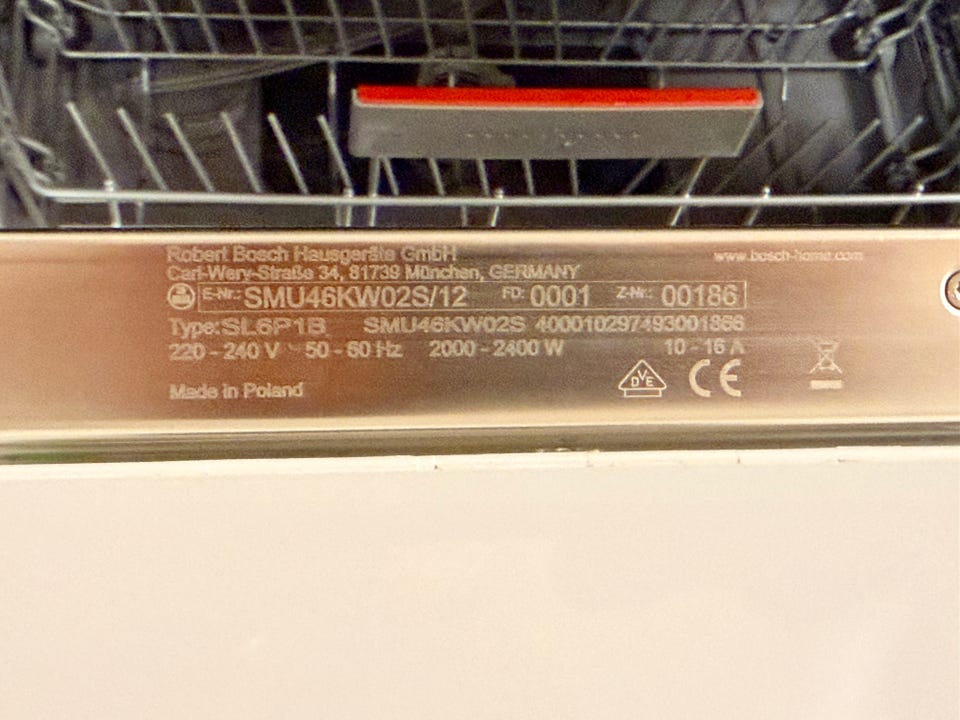 Robert Bosch Hausgeräte GmbH
www.bosch-home.com
Carl-Wery-Straße 34, 81739 München, GERMANY
E-Nr.: SMU46KW02S/12 FD: 0001 Z-Nr.: 00186
Type: SL6P1B SMU46KW02S 400010297493001866
220 - 240 V ~ 50 - 60 Hz 2000 - 2400 W 10 - 16 A
Made in Poland
DVE CE